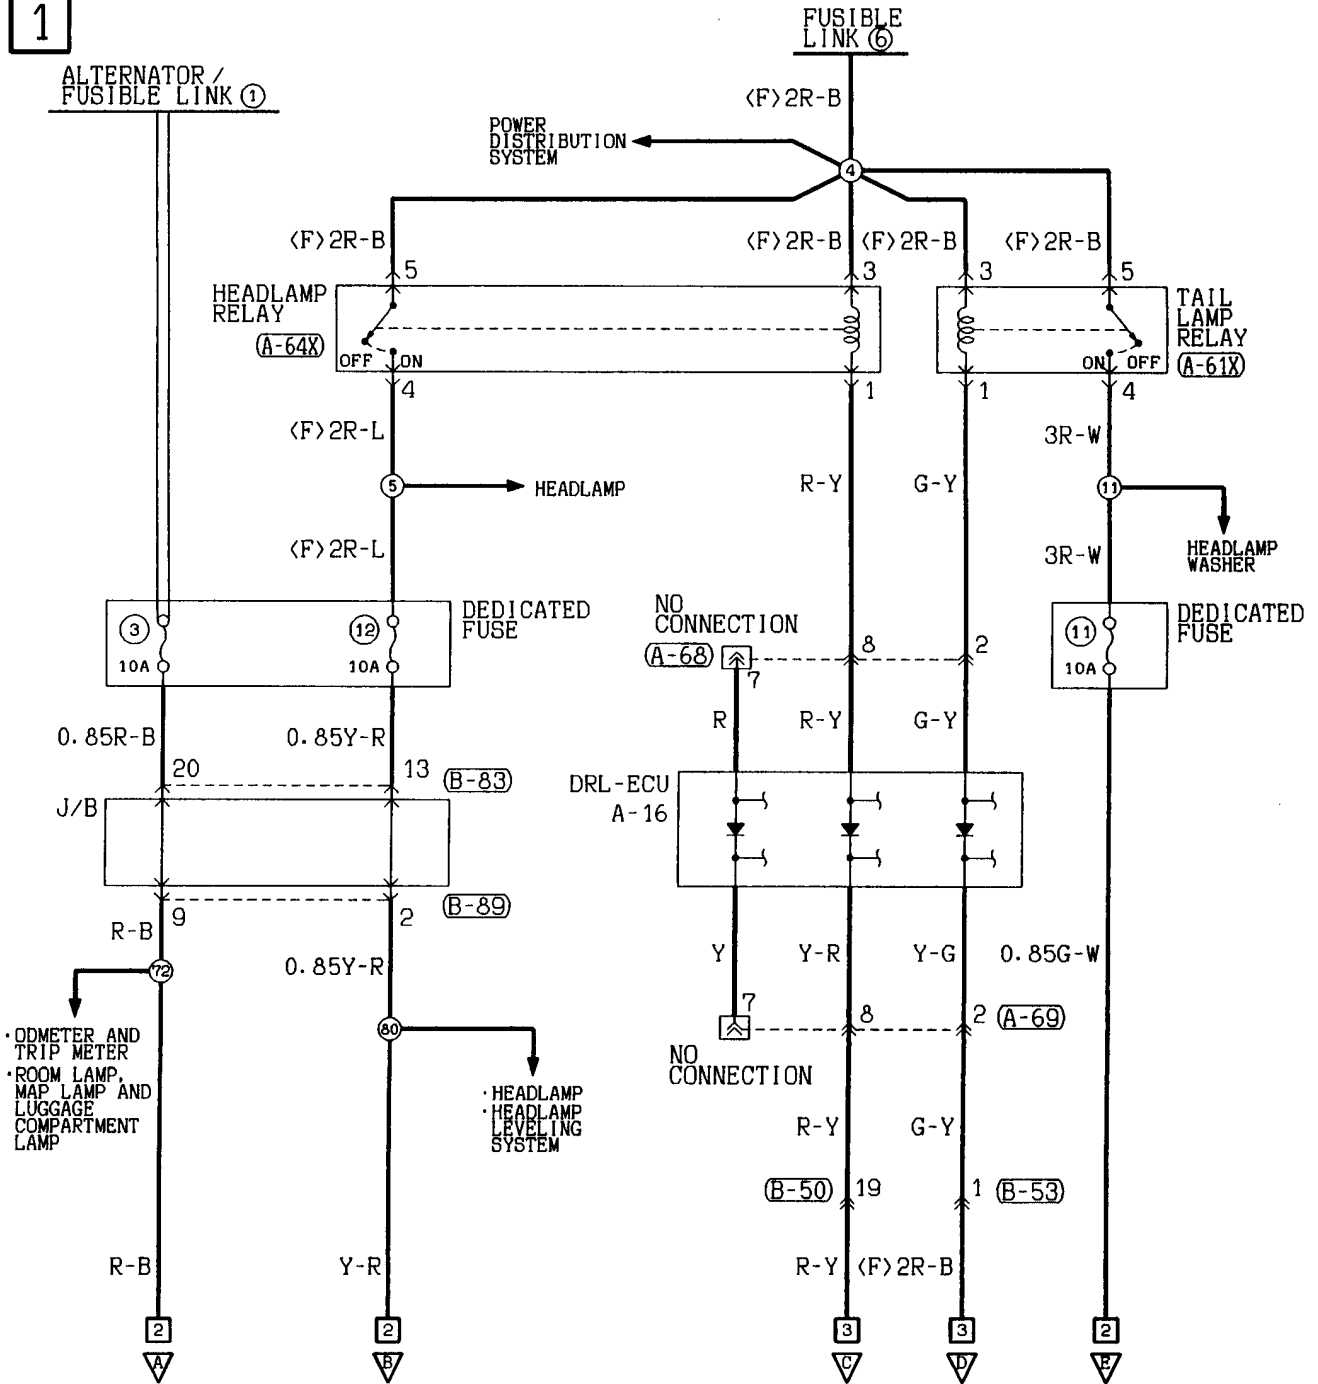 1
FUSIBLE
LINK ⑥
ALTERNATOR/
FUSIBLE LINK ①
<F>2R-B
POWER
DISTRIBUTION
SYSTEM
4
<F>2R-B
<F>2R-B
<F>2R-B
<F>2R-B
5
3
3
5
HEADLAMP
RELAY
A-64X
OFF
ON
TAIL
LAMP
RELAY
A-61X
ON
OFF
4
1
1
4
<F>2R-L
3R-W
5
HEADLAMP
R-Y
G-Y
11
<F>2R-L
3R-W
HEADLAMP
WASHER
3
10A
12
10A
DEDICATED
FUSE
NO
CONNECTION
A-68
7
8
2
11
10A
DEDICATED
FUSE
0.85R-B
0.85Y-R
R
R-Y
G-Y
20
13
B-83
J/B
DRL-ECU
A-16
9
2
B-89
R-B
0.85Y-R
Y
Y-R
Y-G
0.85G-W
72
80
7
8
2
A-69
NO
CONNECTION
·ODMETER AND
TRIP METER
·ROOM LAMP,
MAP LAMP AND
LUGGAGE
COMPARTMENT
LAMP
·HEADLAMP
·HEADLAMP
LEVELING
SYSTEM
R-Y
G-Y
B-50
19
1
B-53
R-B
Y-R
R-Y
<F>2R-B
2
2
3
3
2
A
B
C
D
E